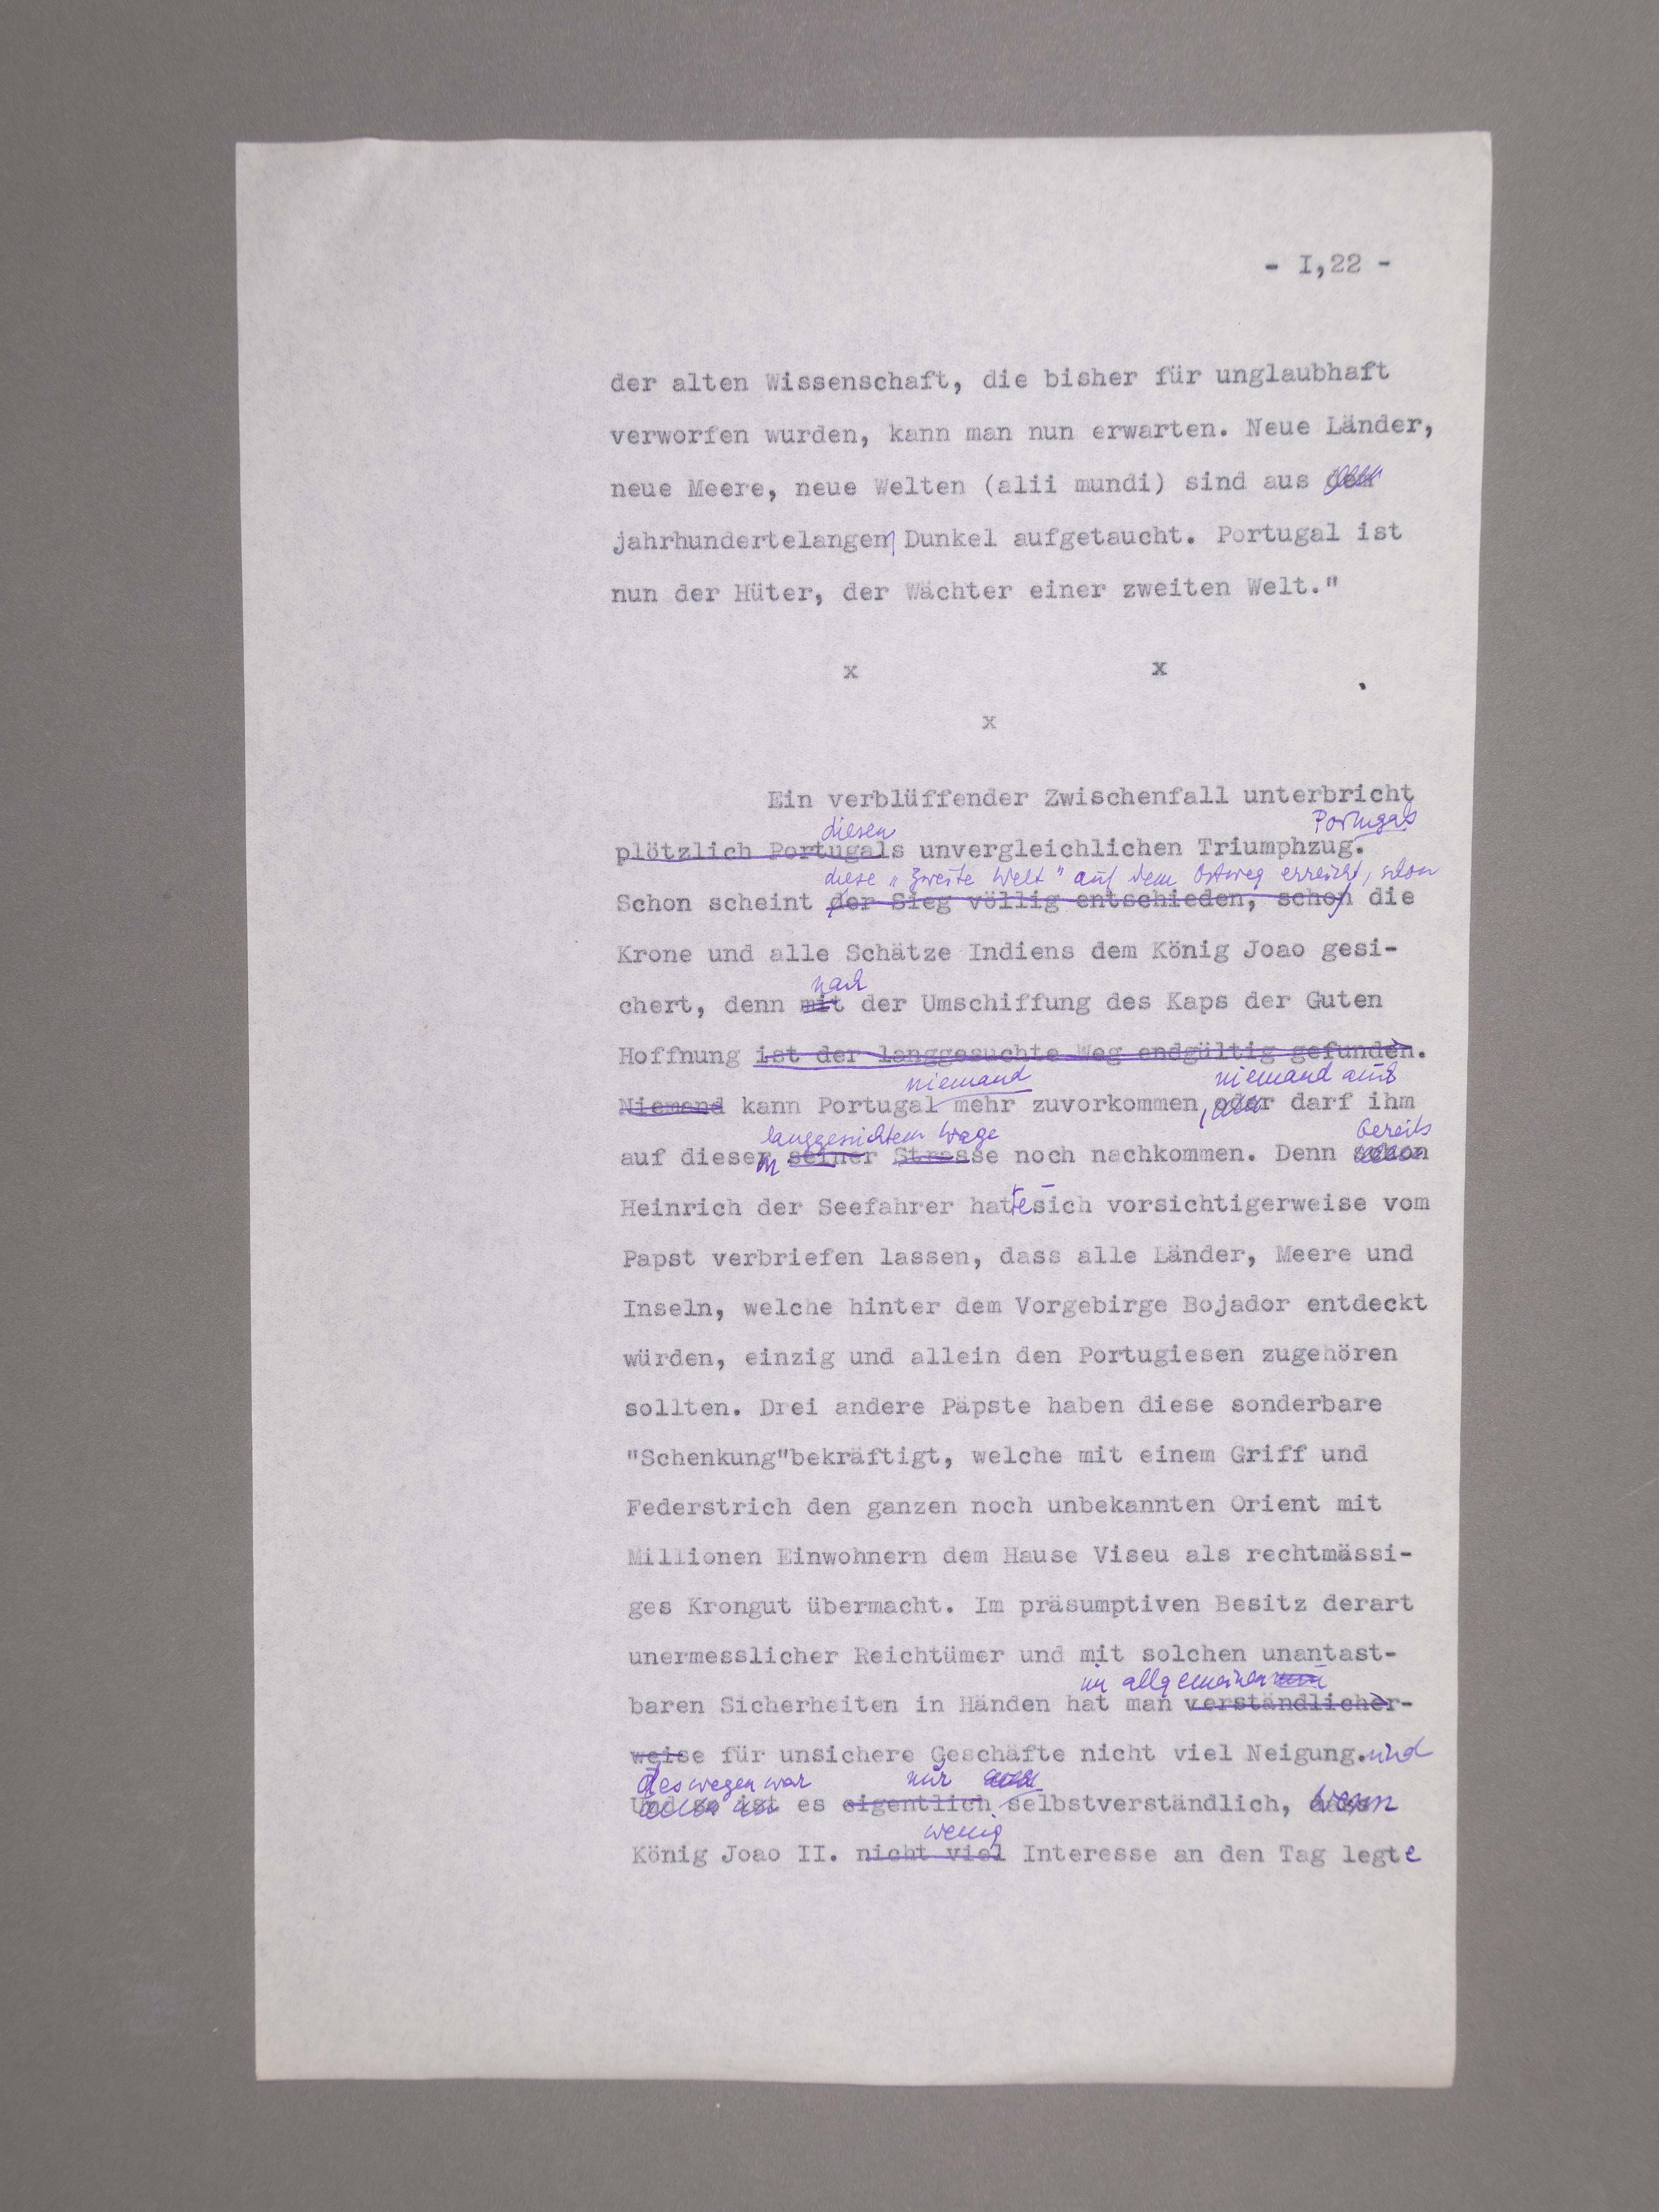 - I,22 -
der alten Wissenschaft, die bisher für unglaubhaft
verworfen wurden, kann man nun erwarten. Neue Länder,
neue Meere, neue Welten (alii mundi) sind aus
jahrhundertelangem Dunkel aufgetaucht. Portugal ist
nun der Hüter, der Wächter einer zweiten Welt."
x x
x
Ein verblüffender Zwischenfall unterbricht
diesen Portugals
plötzlich Portugals unvergleichlichen Triumphzug.
diese "zweite Welt" auf dem Ostweg erreicht, schon
Schon scheint der Sieg völlig entschieden, schon die
Krone und alle Schätze Indiens dem König Joao gesi-
nach
chert, denn mit der Umschiffung des Kaps der Guten
Hoffnung ist der langgesuchte Weg endgültig gefunden.
niemand niemand auch
Niemand kann Portugal mehr zuvorkommen, oder darf ihm
langgesuchten Wege bereits
auf diesem seiner Strasse noch nachkommen. Denn schon
Heinrich der Seefahrer hatte sich vorsichtigerweise vom
Papst verbriefen lassen, dass alle Länder, Meere und
Inseln, welche hinter dem Vorgebirge Bojador entdeckt
würden, einzig und allein den Portugiesen zugehören
sollten. Drei andere Päpste haben diese sonderbare
"Schenkung"bekräftigt, welche mit einem Griff und
Federstrich den ganzen noch unbekannten Orient mit
Millionen Einwohnern dem Hause Viseu als rechtmässi-
ges Krongut übermacht. Im präsumptiven Besitz derart
unermesslicher Reichtümer und mit solchen unantast-
im allgemeinen
baren Sicherheiten in Händen hat man verständlicher-
weise für unsichere Geschäfte nicht viel Neigung. und
deswegen war nur
Und so ist es eigentlich selbstverständlich, wenn
wenig
König Joao II. nicht viel Interesse an den Tag legte